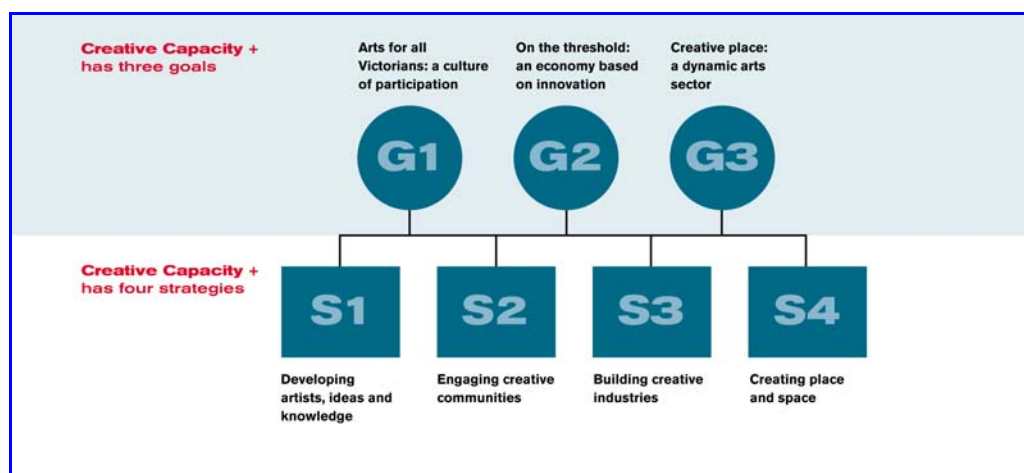 Creative Capacity +
has three goals
Arts for all
Victorians: a culture
of participation
On the threshold:
an economy based
on innovation
Creative place:
a dynamic arts
sector
G1
G2
G3
Creative Capacity +
has four strategies
S1
S2
S3
S4
Developing
artists, ideas and
knowledge
Engaging creative
communities
Building creative
industries
Creating place
and space